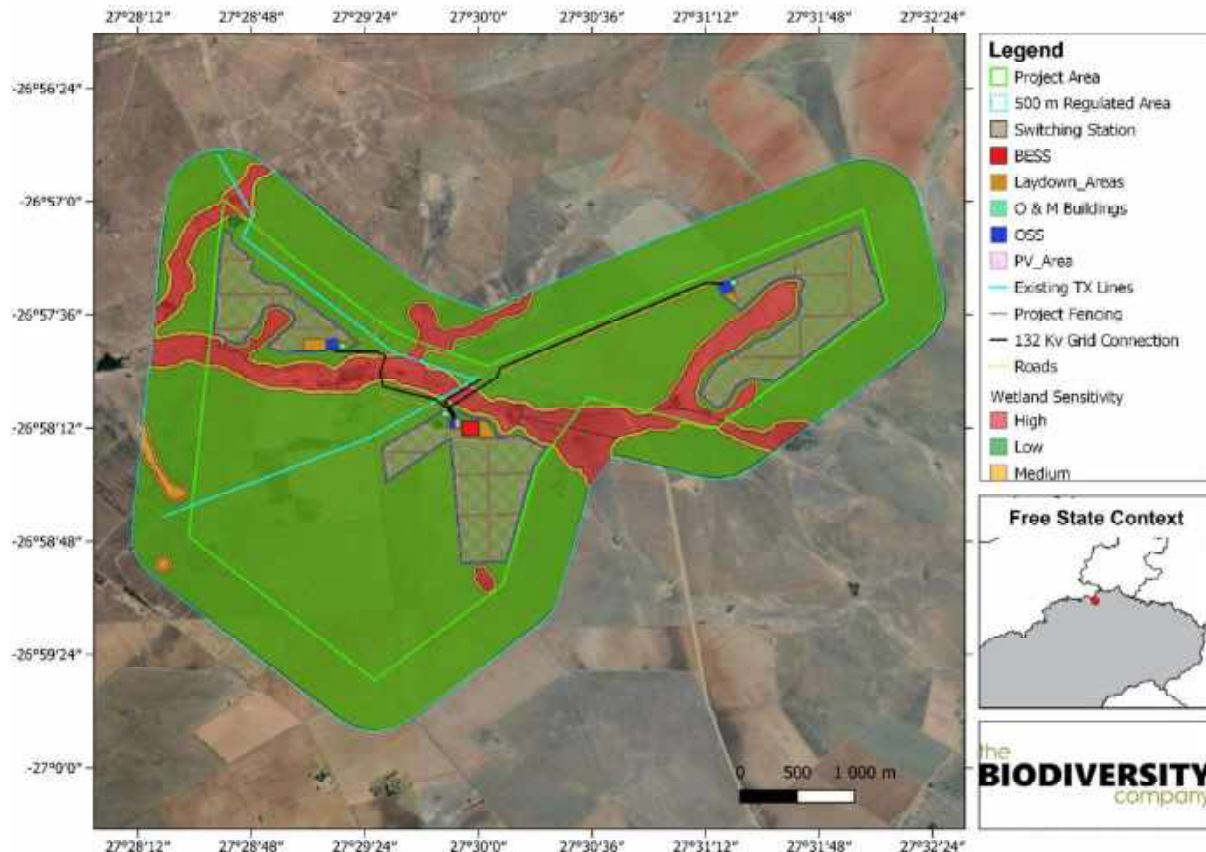 27°28'12" 27°28'48" 27°29'24" 27°30'0" 27°30'36" 27°31'12" 27°31'48" 27°32'24"
-26°56'24"
-26°57'0"
-26°57'36"
-26°58'12"
-26°58'48"
-26°59'24"
-27°0'0"
0 500 1 000 m
27°28'12" 27°28'48" 27°29'24" 27°30'0" 27°30'36" 27°31'12" 27°31'48" 27°32'24"
Legend
Project Area
500 m Regulated Area
Switching Station
BESS
Laydown_Areas
O & M Buildings
OSS
PV_Area
Existing TX Lines
Project Fencing
132 Kv Grid Connection
Roads
Wetland Sensitivity
High
Low
Medium
Free State Context
the
BIODIVERSITY
company